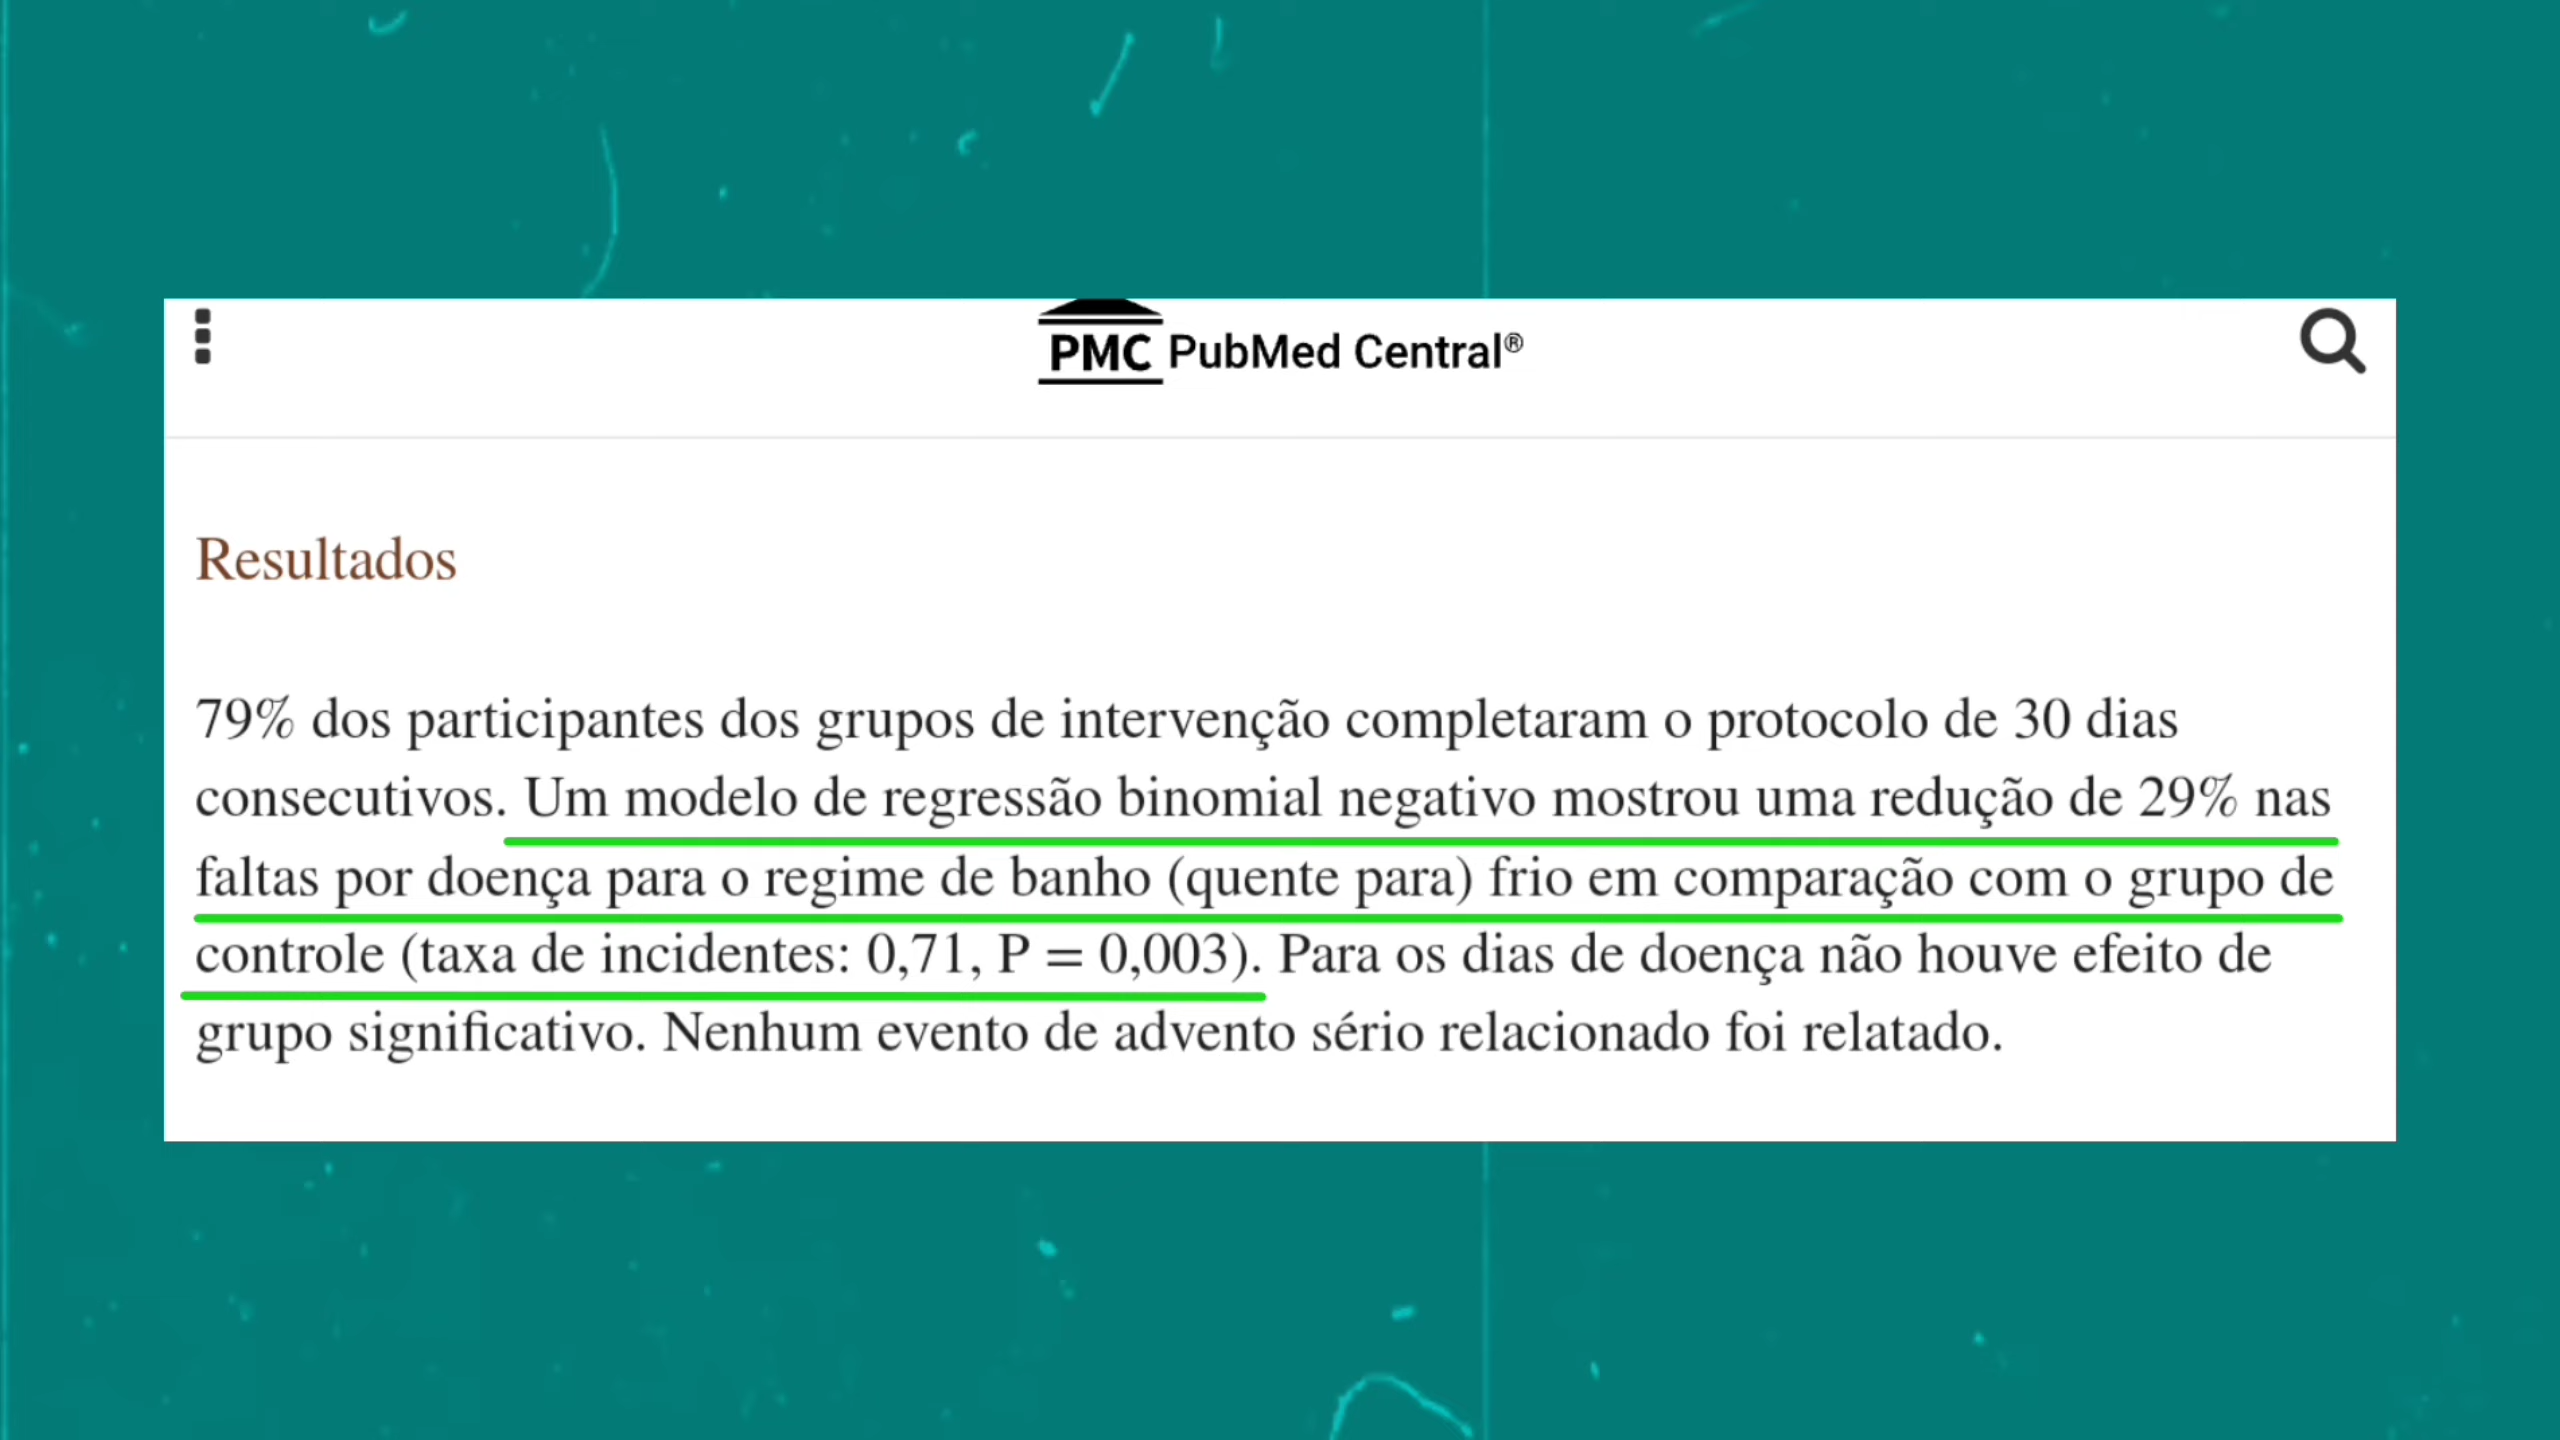 PMC PubMed Central®
Resultados
79% dos participantes dos grupos de intervenção completaram o protocolo de 30 dias
consecutivos. Um modelo de regressão binomial negativo mostrou uma redução de 29% nas
faltas por doença para o regime de banho (quente para) frio em comparação com o grupo de
controle (taxa de incidentes: 0,71, P = 0,003). Para os dias de doença não houve efeito de
grupo significativo. Nenhum evento de advento sério relacionado foi relatado.